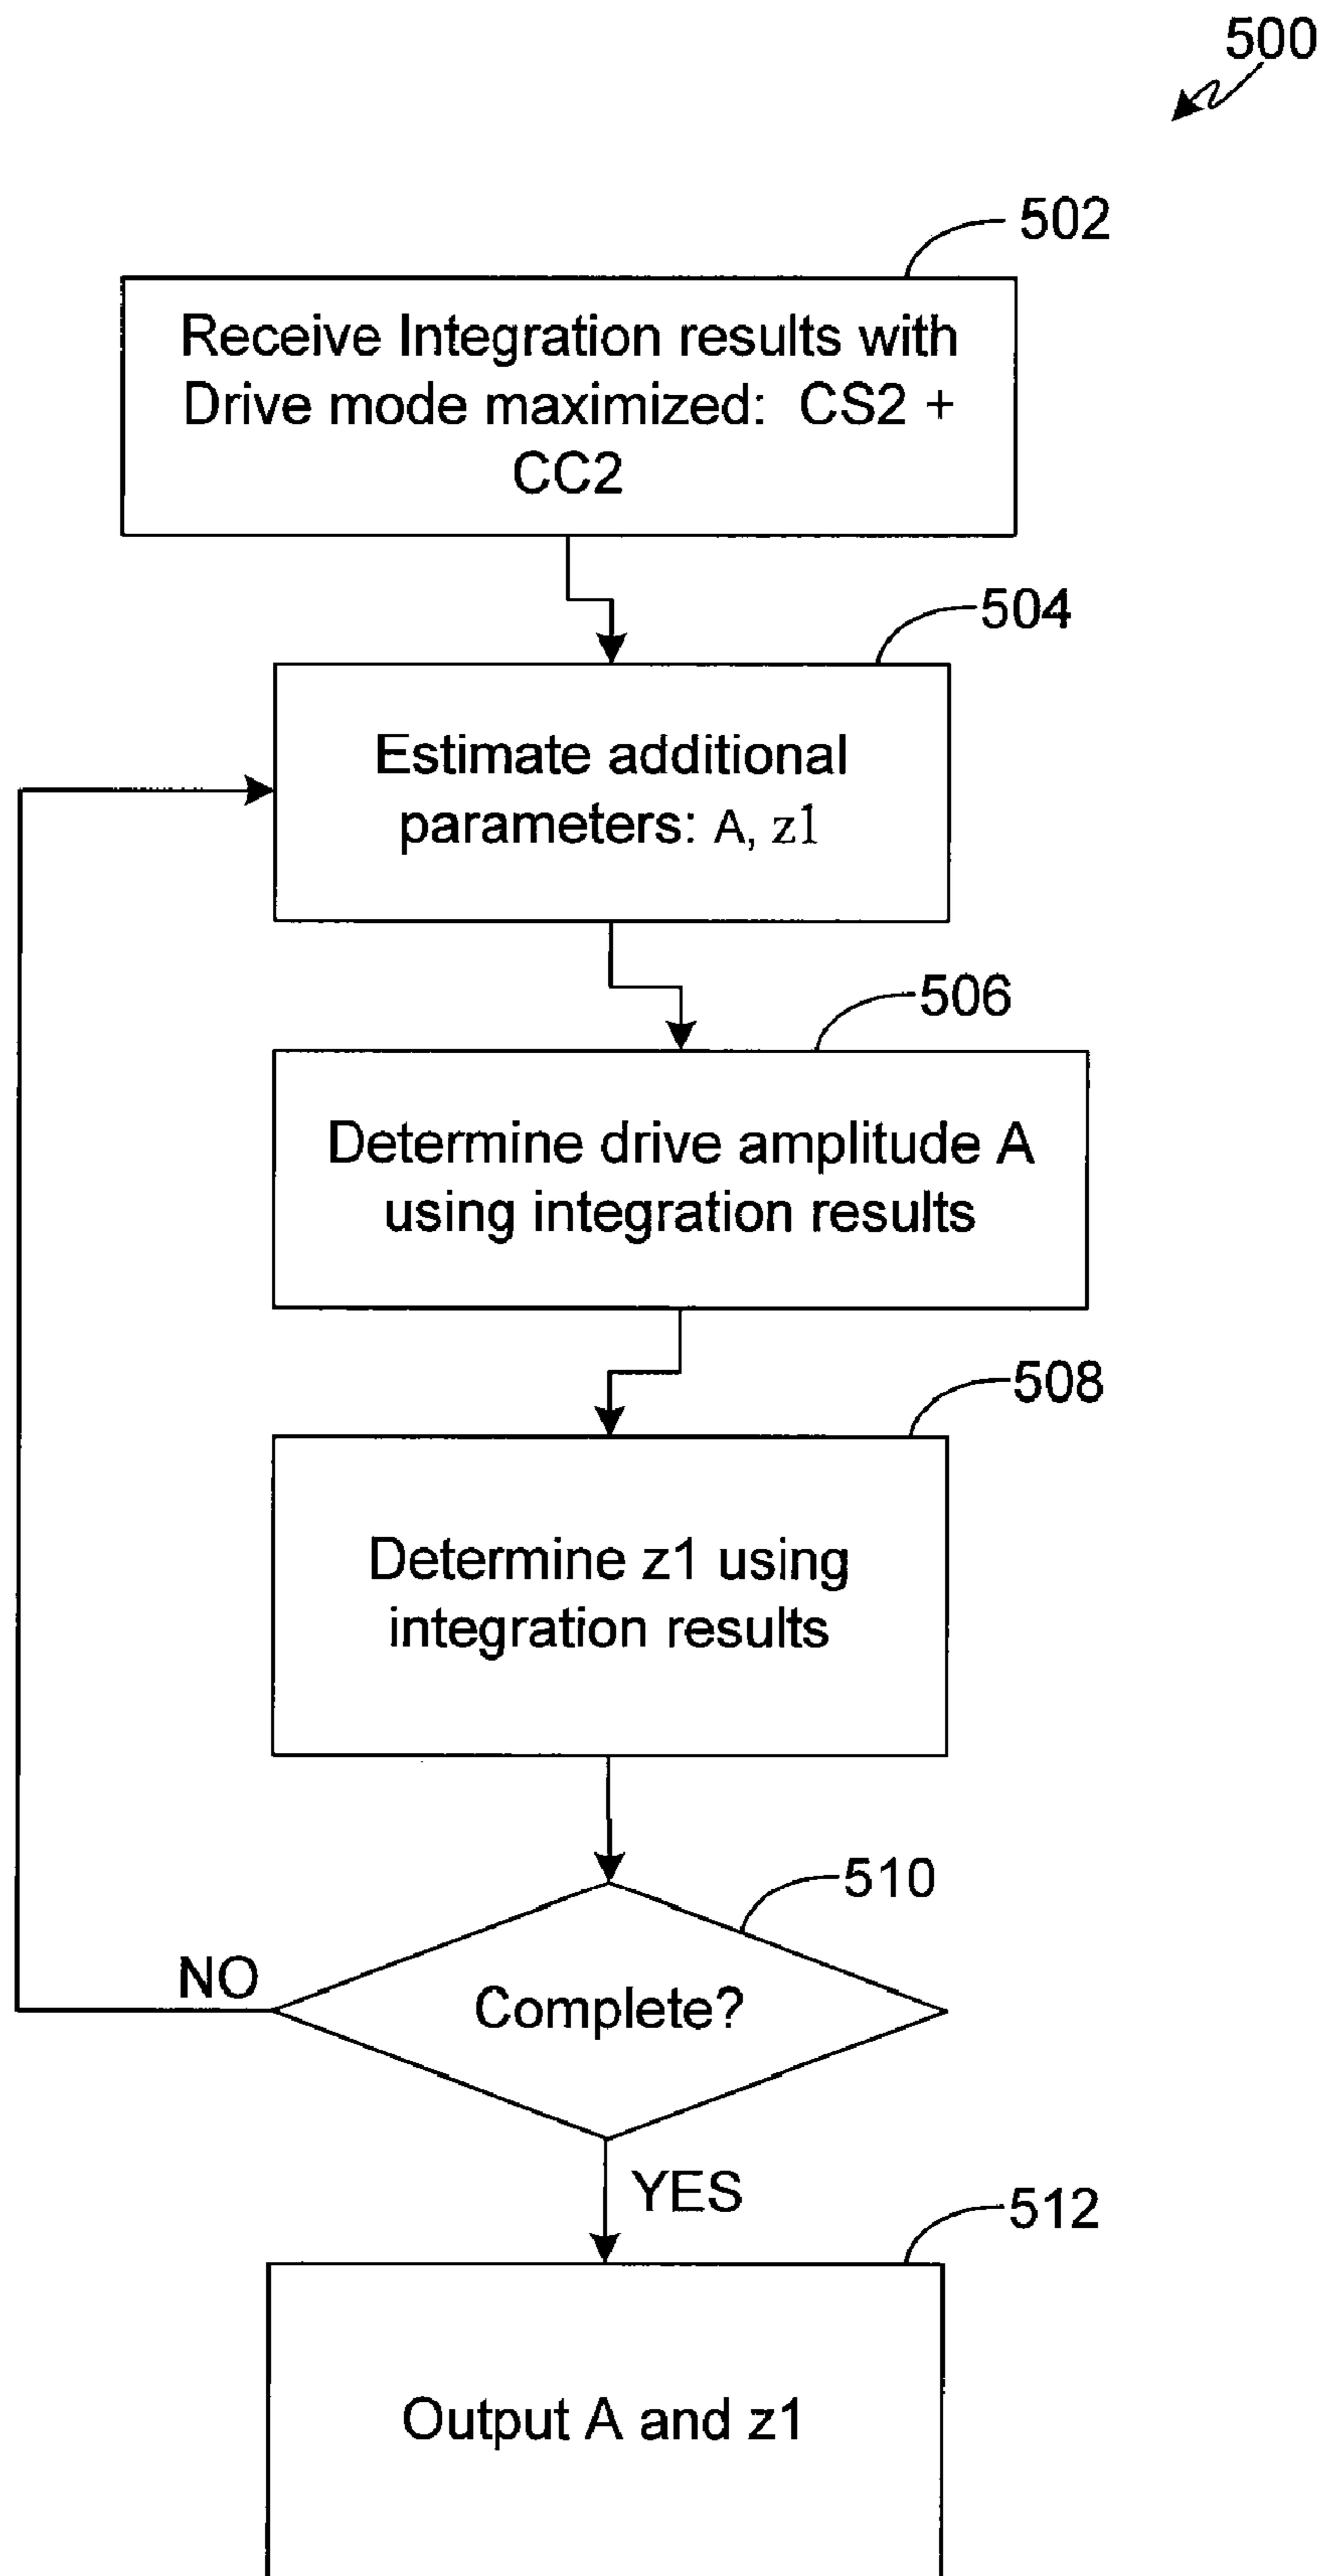 500
502
Receive Integration results with
Drive mode maximized: CS2 +
CC2
504
Estimate additional
parameters: A, z1
506
Determine drive amplitude A
using integration results
508
Determine z1 using
integration results
510
Complete?
NO
YES
512
Output A and z1